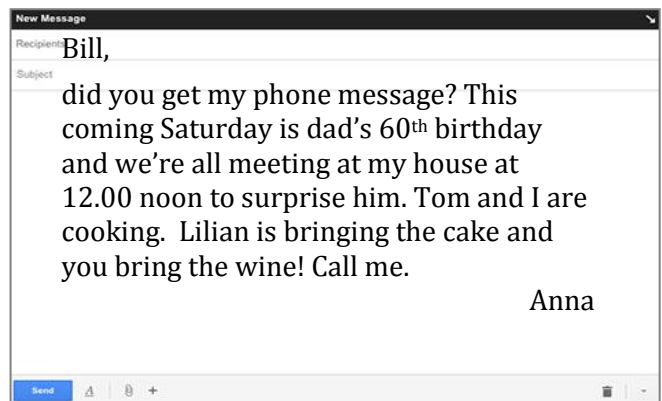 New Message
Recipients
Bill,
Subject
did you get my phone message? This
coming Saturday is dad’s 60th birthday
and we’re all meeting at my house at
12.00 noon to surprise him. Tom and I are
cooking.  Lilian is bringing the cake and
you bring the wine! Call me.
Anna
Send A